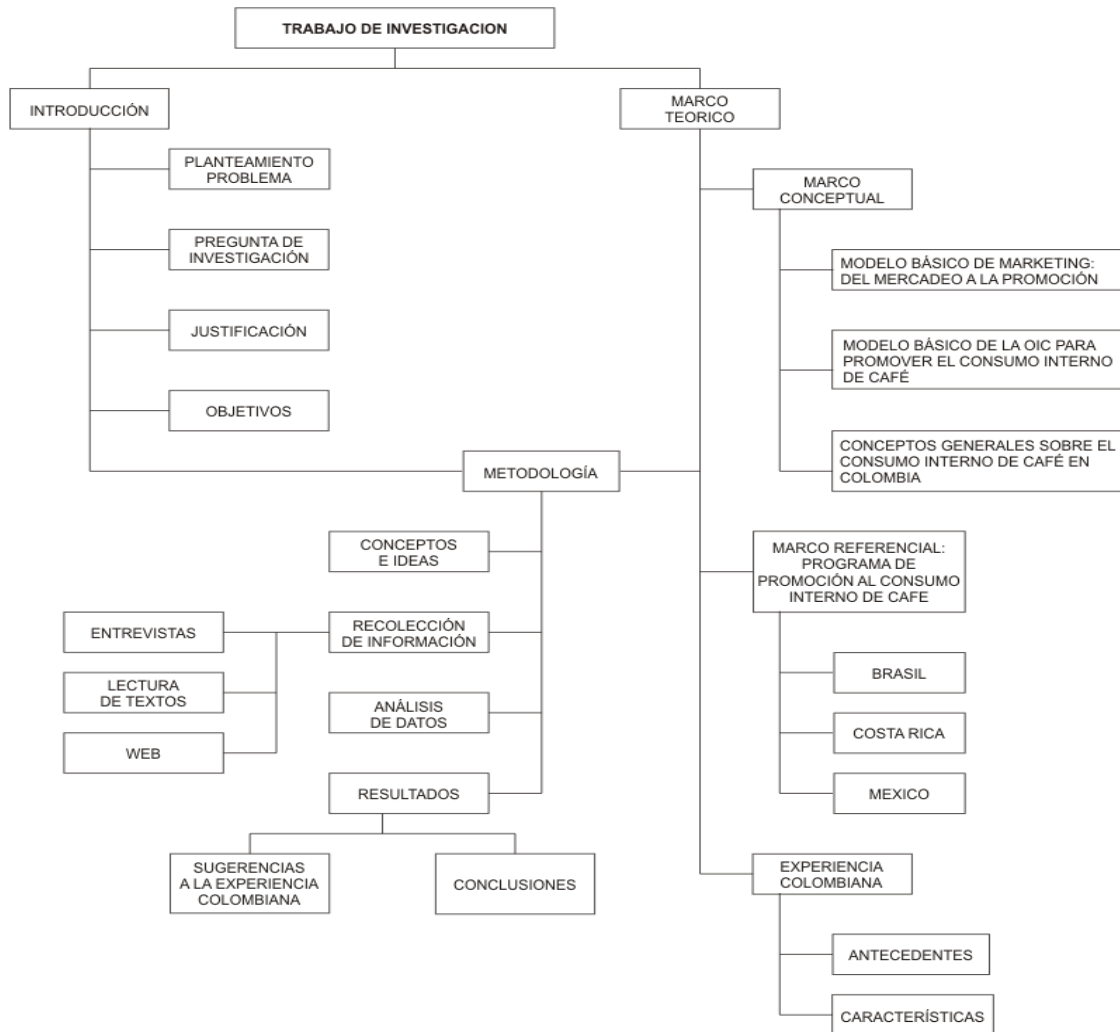 TRABAJO DE INVESTIGACION
INTRODUCCIÓN
PLANTEAMIENTO
PROBLEMA
PREGUNTA DE
INVESTIGACIÓN
JUSTIFICACIÓN
OBJETIVOS
MARCO
TEORICO
MARCO
CONCEPTUAL
MODELO BÁSICO DE MARKETING:
DEL MERCADEO A LA PROMOCIÓN
MODELO BÁSICO DE LA OIC PARA
PROMOVER EL CONSUMO INTERNO
DE CAFÉ
CONCEPTOS GENERALES SOBRE EL
CONSUMO INTERNO DE CAFÉ EN
COLOMBIA
METODOLOGÍA
CONCEPTOS
E IDEAS
RECOLECCIÓN
DE INFORMACIÓN
ENTREVISTAS
LECTURA
DE TEXTOS
WEB
ANÁLISIS
DE DATOS
RESULTADOS
SUGERENCIAS
A LA EXPERIENCIA
COLOMBIANA
CONCLUSIONES
MARCO REFERENCIAL:
PROGRAMA DE
PROMOCIÓN AL CONSUMO
INTERNO DE CAFE
BRASIL
COSTA RICA
MEXICO
EXPERIENCIA
COLOMBIANA
ANTECEDENTES
CARACTERÍSTÍCAS